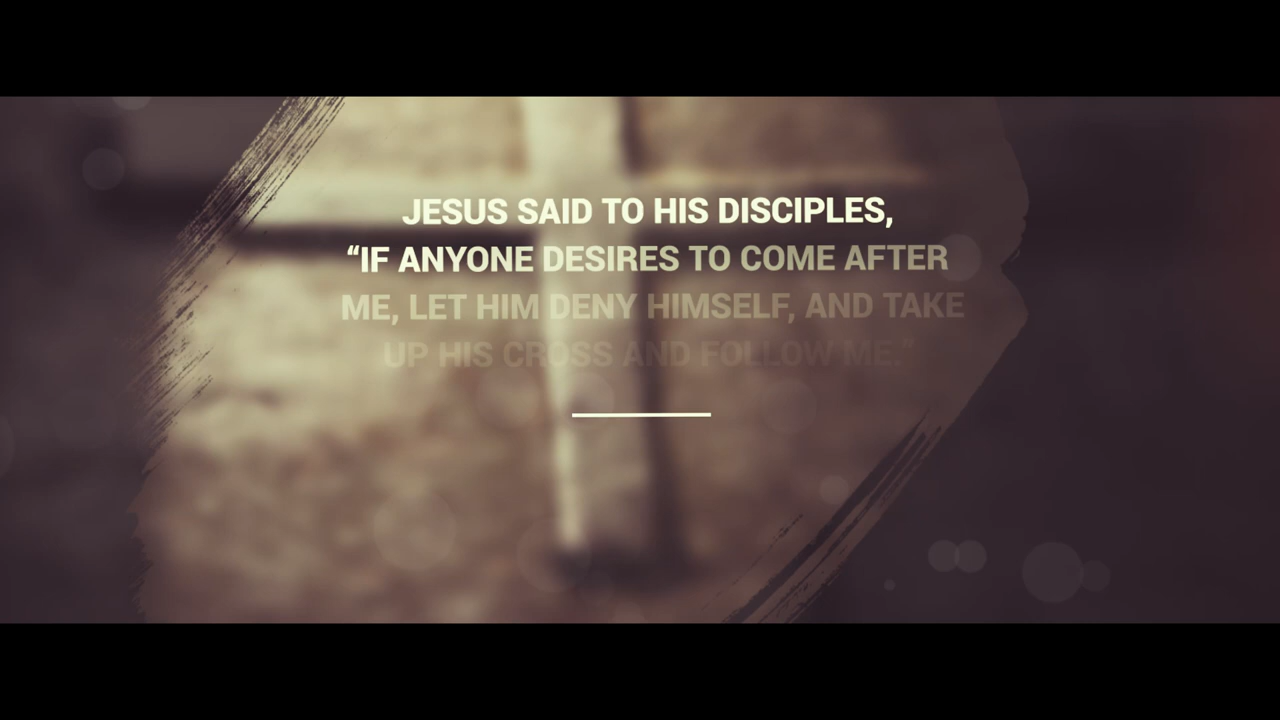 JESUS SAID TO HIS DISCIPLES,
“IF ANYONE DESIRES TO COME AFTER
ME, LET HIM DENY HIMSELF, AND TAKE
UP HIS CROSS AND FOLLOW ME.”